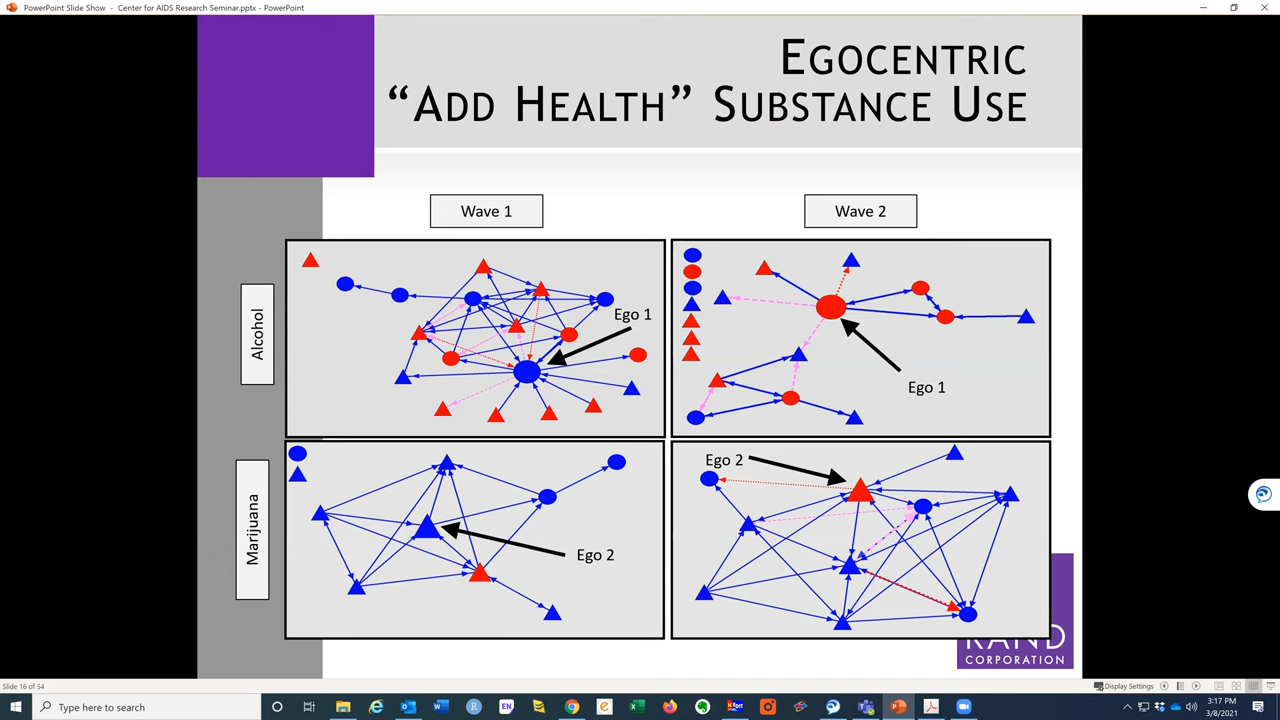 PowerPoint Slide Show - Center for AIDS Research Seminar.pptx - PowerPoint
EGOCENTRIC
“ADD HEALTH” SUBSTANCE USE
Wave 1
Wave 2
Alcohol
Ego 1
Ego 1
Marijuana
Ego 2
Ego 2
RAND
CORPORATION
Slide 16 of 54
Display Settings
Type here to search
3:17 PM
3/8/2021